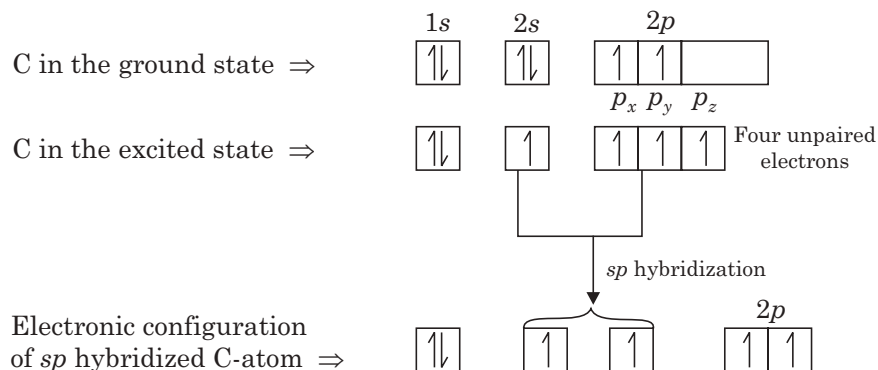 1s 2s 2p
C in the ground state ⇒
p_x p_y p_z
C in the excited state ⇒
Four unpaired
electrons
sp hybridization
Electronic configuration
of sp hybridized C-atom ⇒
2p